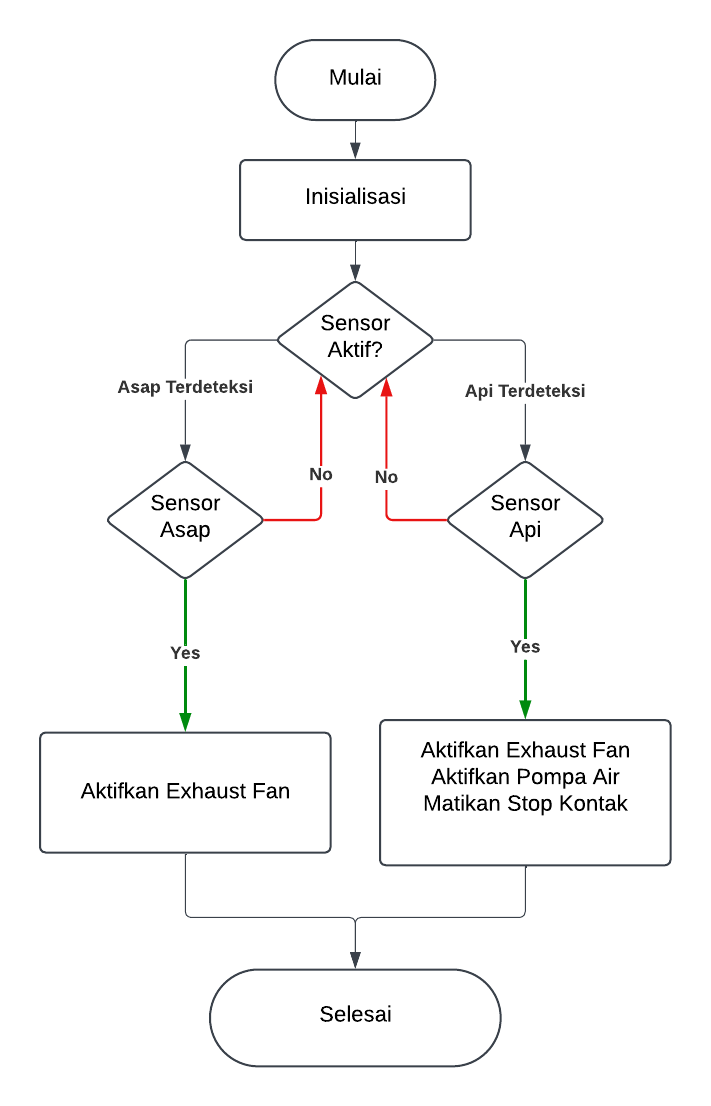 Mulai
Inisialisasi
Sensor
Aktif?
Asap Terdeteksi
Api Terdeteksi
No
No
Sensor
Asap
Sensor
Api
Yes
Yes
Aktifkan Exhaust Fan
Aktifkan Exhaust Fan
Aktifkan Pompa Air
Matikan Stop Kontak
Selesai